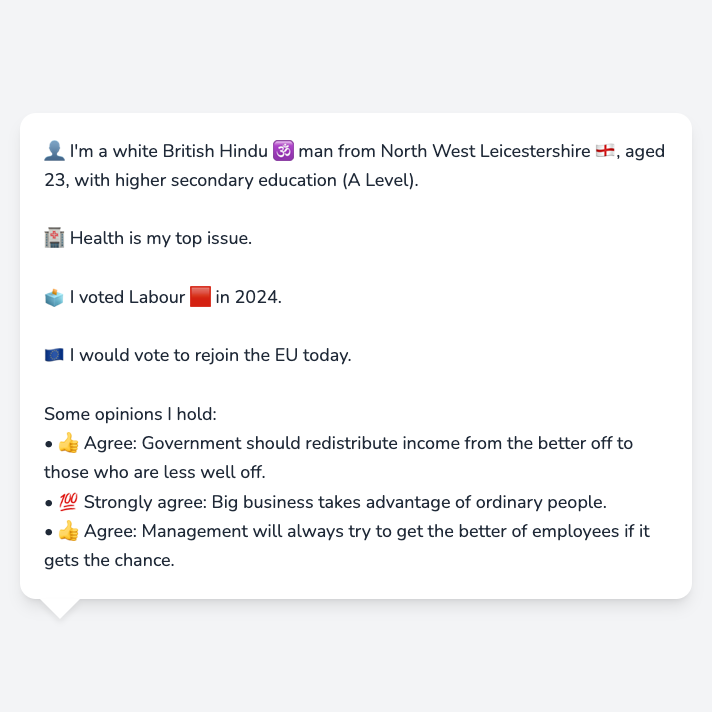 👤 I'm a white British Hindu 🕉️ man from North West Leicestershire 🏴󠁧󠁢󠁥󠁮󠁧󠁿, aged
23, with higher secondary education (A Level).
🏥 Health is my top issue.
🗳️ I voted Labour 🟥 in 2024.
🇪🇺 I would vote to rejoin the EU today.
Some opinions I hold:
• 👍 Agree: Government should redistribute income from the better off to
those who are less well off.
• 💯 Strongly agree: Big business takes advantage of ordinary people.
• 👍 Agree: Management will always try to get the better of employees if it
gets the chance.